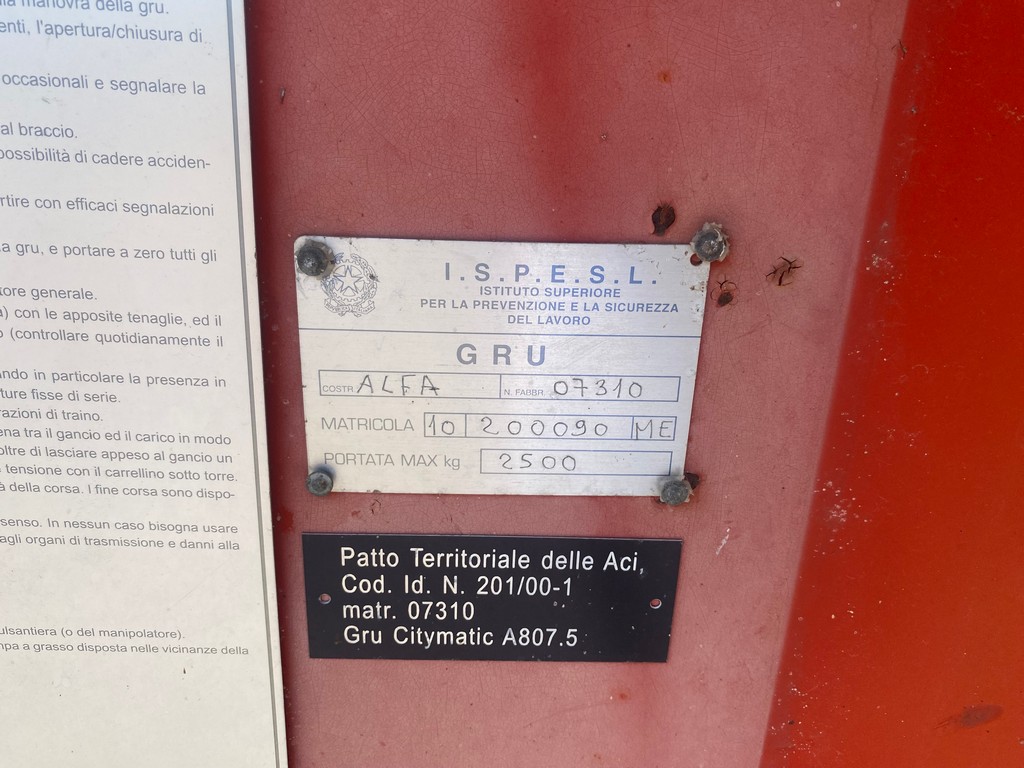 la manovra della gru.
enti, l'apertura/chiusura di
occasionali e segnalare la
al braccio.
possibilità di cadere acciden-
rtire con efficaci segnalazioni
a gru, e portare a zero tutti gli
tore generale.
a) con le apposite tenaglie, ed il
o (controllare quotidianamente il
ando in particolare la presenza in
ture fisse di serie.
razioni di traino.
ena tra il gancio ed il carico in modo
oltre di lasciare appeso al gancio un
tensione con il carrellino sotto torre.
à della corsa. I fine corsa sono dispo-
senso. In nessun caso bisogna usare
agli organi di trasmissione e danni alla
ulsantiera (o del manipolatore).
mpa a grasso disposta nelle vicinanze della
I.S.P.E.S.L.
ISTITUTO SUPERIORE
PER LA PREVENZIONE E LA SICUREZZA
DEL LAVORO
GRU
COSTR. ALFA N. FABBR. 07310
MATRICOLA 10 200090 ME
PORTATA MAX kg 2500
Patto Territoriale delle Aci,
Cod. Id. N. 201/00-1
matr. 07310
Gru Citymatic A807.5